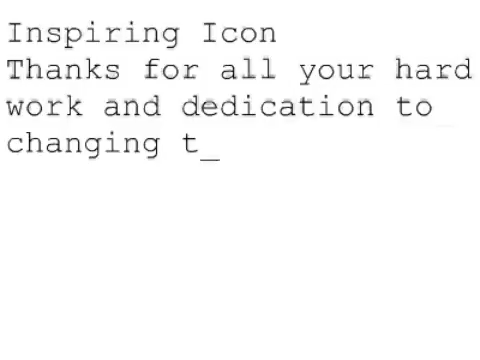 Inspiring Icon
Thanks for all your hard
work and dedication to
changing t_